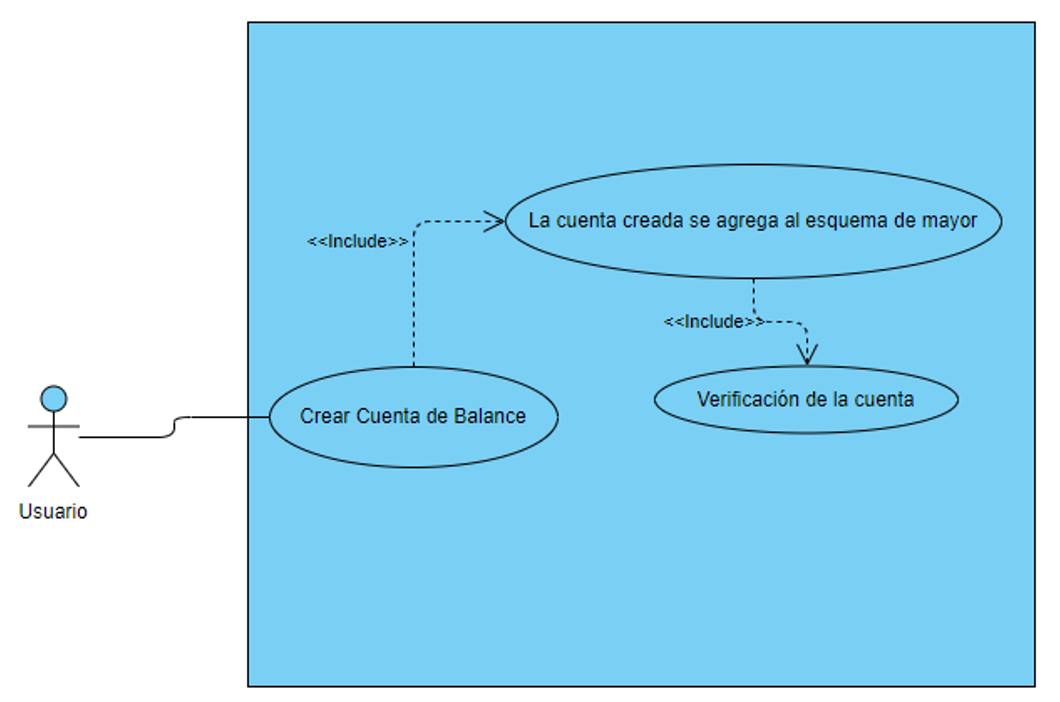 La cuenta creada se agrega al esquema de mayor
<<Include>>
<<Include>>
Verificación de la cuenta
Crear Cuenta de Balance
Usuario